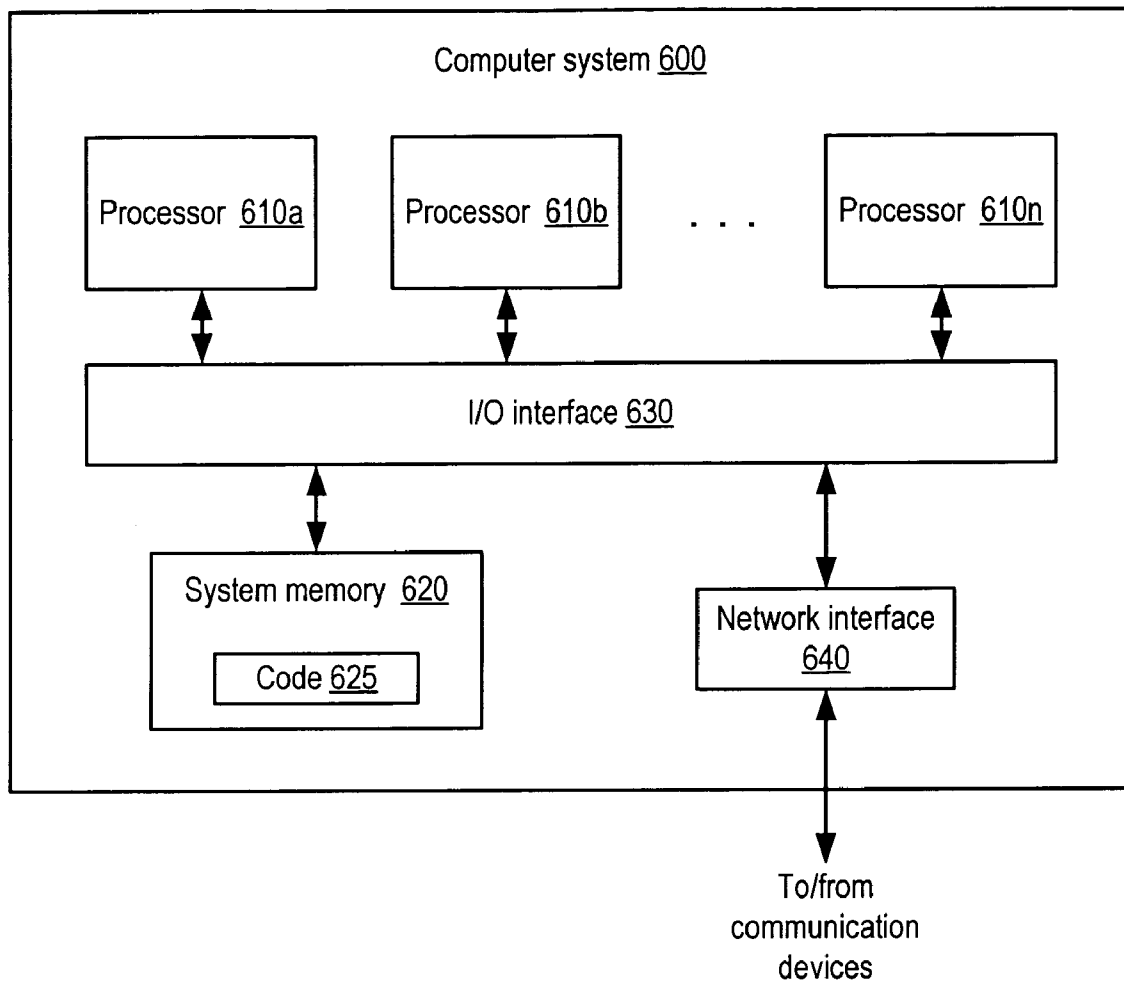 Computer system 600
Processor 610a
Processor 610b
. . .
Processor 610n
I/O interface 630
System memory 620
Code 625
Network interface
640
To/from
communication
devices